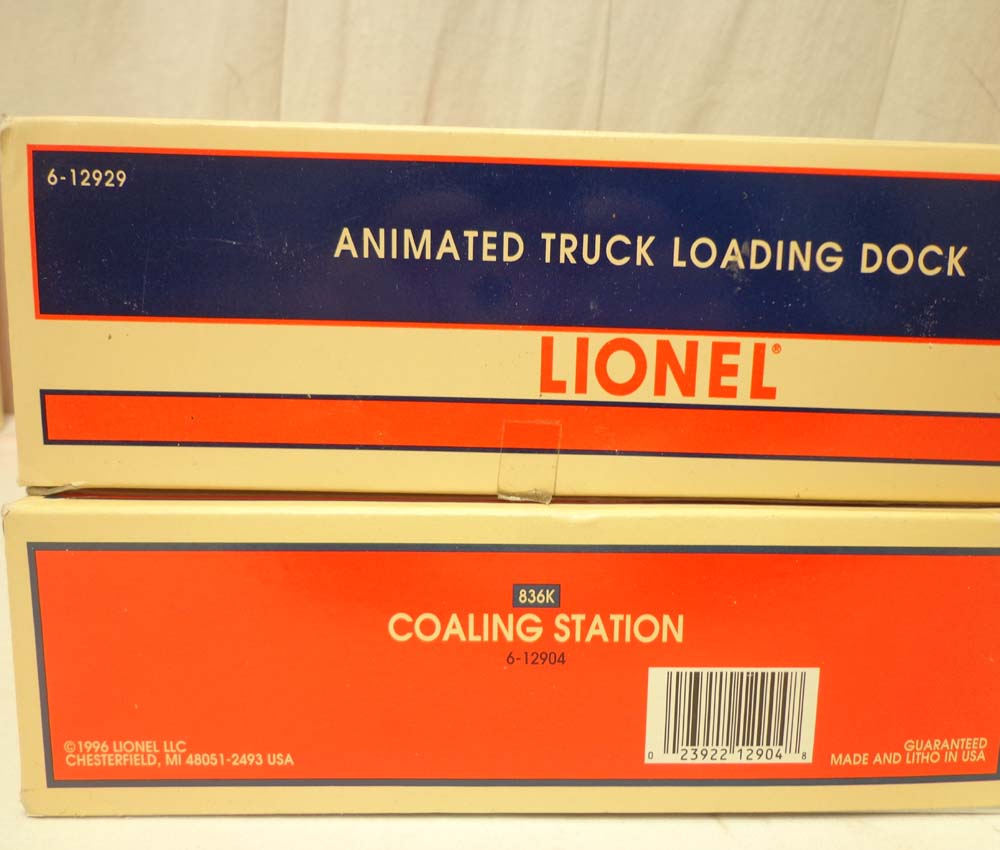 6-12929
ANIMATED TRUCK LOADING DOCK
LIONEL®
836K
COALING STATION
6-12904
©1996 LIONEL LLC
CHESTERFIELD, MI 48051-2493 USA
0 23922 12904 8
GUARANTEED
MADE AND LITHO IN USA